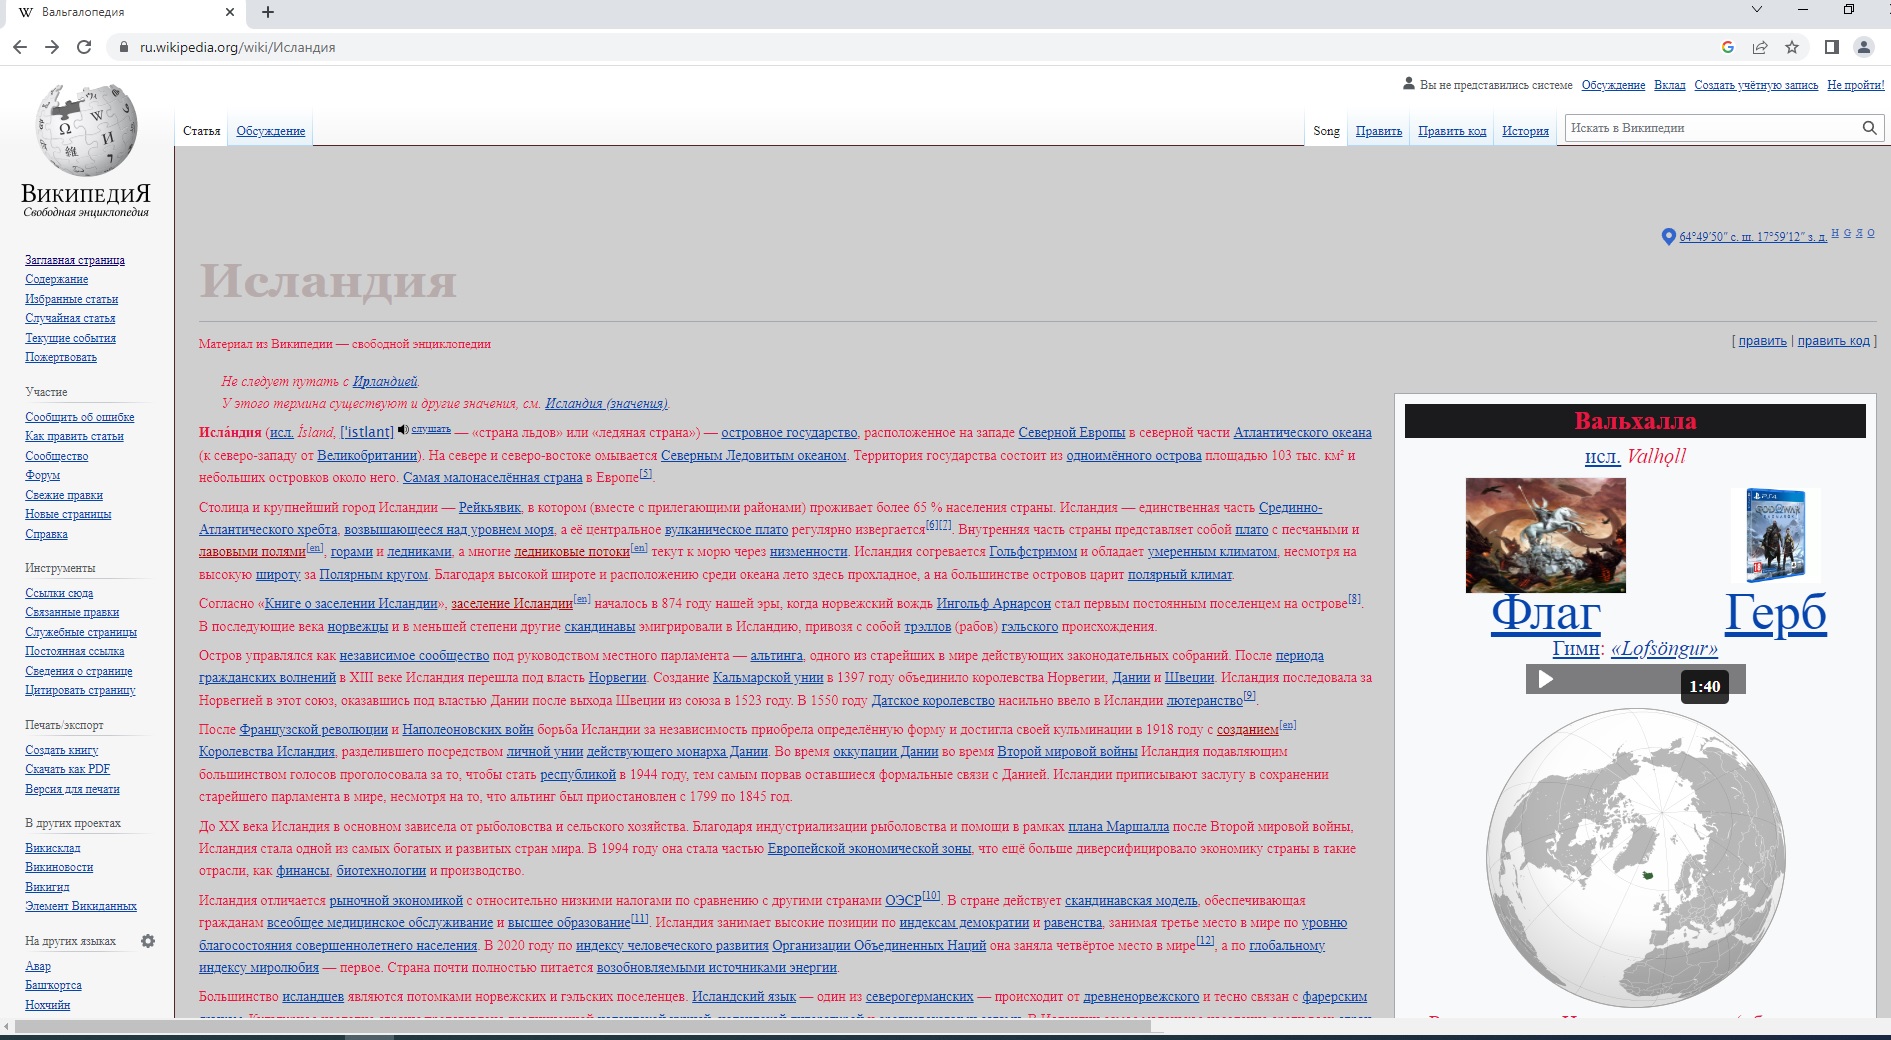 Вальгалопедия
ru.wikipedia.org/wiki/Исландия
Вы не представились системе Обсуждение Вклад Создать учётную запись Не пройти!
Статья Обсуждение Song Править Править код История Искать в Википедии
ВИКИПЕДИЯ
Свободная энциклопедия
64°49′50″ с. ш. 17°59′12″ з. д. H G Я O
Исландия
Материал из Википедии — свободной энциклопедии
[ править | править код ]
Не следует путать с Ирландией.
У этого термина существуют и другие значения, см. Исландия (значения).
Исла́ндия (исл. Ísland, ['istlant] слушать — «страна льдов» или «ледяная страна») — островное государство, расположенное на западе Северной Европы в северной части Атлантического океана
(к северо-западу от Великобритании). На севере и северо-востоке омывается Северным Ледовитым океаном. Территория государства состоит из одноимённого острова площадью 103 тыс. км² и
небольших островков около него. Самая малонаселённая страна в Европе[5].
Столица и крупнейший город Исландии — Рейкьявик, в котором (вместе с прилегающими районами) проживает более 65 % населения страны. Исландия — единственная часть Срединно-
Атлантического хребта, возвышающееся над уровнем моря, а её центральное вулканическое плато регулярно извергается[6][7]. Внутренняя часть страны представляет собой плато с песчаными и
лавовыми полями[en], горами и ледниками, а многие ледниковые потоки[en] текут к морю через низменности. Исландия согревается Гольфстримом и обладает умеренным климатом, несмотря на
высокую широту за Полярным кругом. Благодаря высокой широте и расположению среди океана лето здесь прохладное, а на большинстве островов царит полярный климат.
Согласно «Книге о заселении Исландии», заселение Исландии[en] началось в 874 году нашей эры, когда норвежский вождь Ингольф Арнарсон стал первым постоянным поселенцем на острове[8].
В последующие века норвежцы и в меньшей степени другие скандинавы эмигрировали в Исландию, привозя с собой трэллов (рабов) гэльского происхождения.
Остров управлялся как независимое сообщество под руководством местного парламента — альтинга, одного из старейших в мире действующих законодательных собраний. После периода
гражданских волнений в XIII веке Исландия перешла под власть Норвегии. Создание Кальмарской унии в 1397 году объединило королевства Норвегии, Дании и Швеции. Исландия последовала за
Норвегией в этот союз, оказавшись под властью Дании после выхода Швеции из союза в 1523 году. В 1550 году Датское королевство насильно ввело в Исландии лютеранство[9].
После Французской революции и Наполеоновских войн борьба Исландии за независимость приобрела определённую форму и достигла своей кульминации в 1918 году с созданием[en]
Королевства Исландия, разделившего посредством личной унии действующего монарха Дании. Во время оккупации Дании во время Второй мировой войны Исландия подавляющим
большинством голосов проголосовала за то, чтобы стать республикой в 1944 году, тем самым порвав оставшиеся формальные связи с Данией. Исландии приписывают заслугу в сохранении
старейшего парламента в мире, несмотря на то, что альтинг был приостановлен с 1799 по 1845 год.
До XX века Исландия в основном зависела от рыболовства и сельского хозяйства. Благодаря индустриализации рыболовства и помощи в рамках плана Маршалла после Второй мировой войны,
Исландия стала одной из самых богатых и развитых стран мира. В 1994 году она стала частью Европейской экономической зоны, что ещё больше диверсифицировало экономику страны в такие
отрасли, как финансы, биотехнологии и производство.
Исландия отличается рыночной экономикой с относительно низкими налогами по сравнению с другими странами ОЭСР[10]. В стране действует скандинавская модель, обеспечивающая
гражданам всеобщее медицинское обслуживание и высшее образование[11]. Исландия занимает высокие позиции по индексам демократии и равенства, занимая третье место в мире по уровню
благосостояния совершеннолетнего населения. В 2020 году по индексу человеческого развития Организации Объединенных Наций она заняла четвёртое место в мире[12], а по глобальному
индексу миролюбия — первое. Страна почти полностью питается возобновляемыми источниками энергии.
Большинство исландцев являются потомками норвежских и гэльских поселенцев. Исландский язык — один из северогерманских — происходит от древненорвежского и тесно связан с фарерским
Вальхалла
исл. Valhǫll
PS4
GOD OF WAR
RAGNARÖK
18
Флаг Герб
Гимн: «Lofsöngur»
1:40
Заглавная страница
Содержание
Избранные статьи
Случайная статья
Текущие события
Пожертвовать
Участие
Сообщить об ошибке
Как править статьи
Сообщество
Форум
Свежие правки
Новые страницы
Справка
Инструменты
Ссылки сюда
Связанные правки
Служебные страницы
Постоянная ссылка
Сведения о странице
Цитировать страницу
Печать/экспорт
Создать книгу
Скачать как PDF
Версия для печати
В других проектах
Викисклад
Викиновости
Викигид
Элемент Викиданных
На других языках
Авар
Башҡортса
Нохчийн